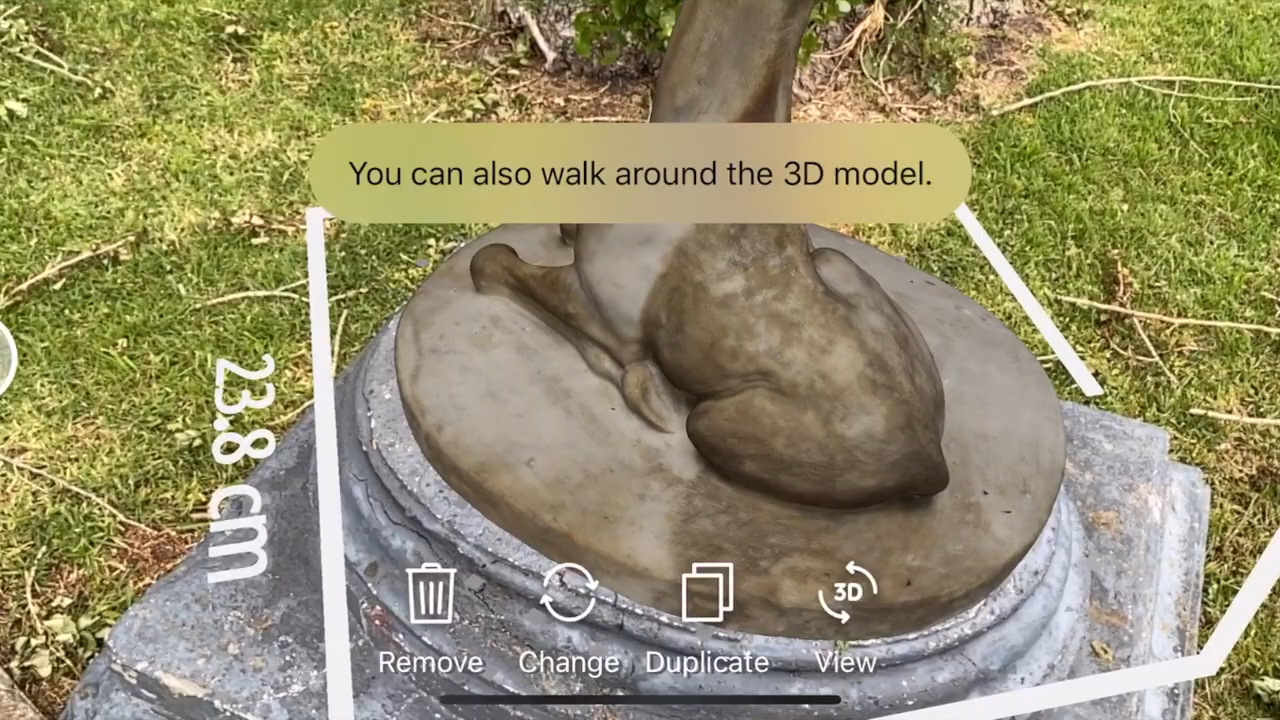 You can also walk around the 3D model.
23.8 cm
3D
Remove Change Duplicate View